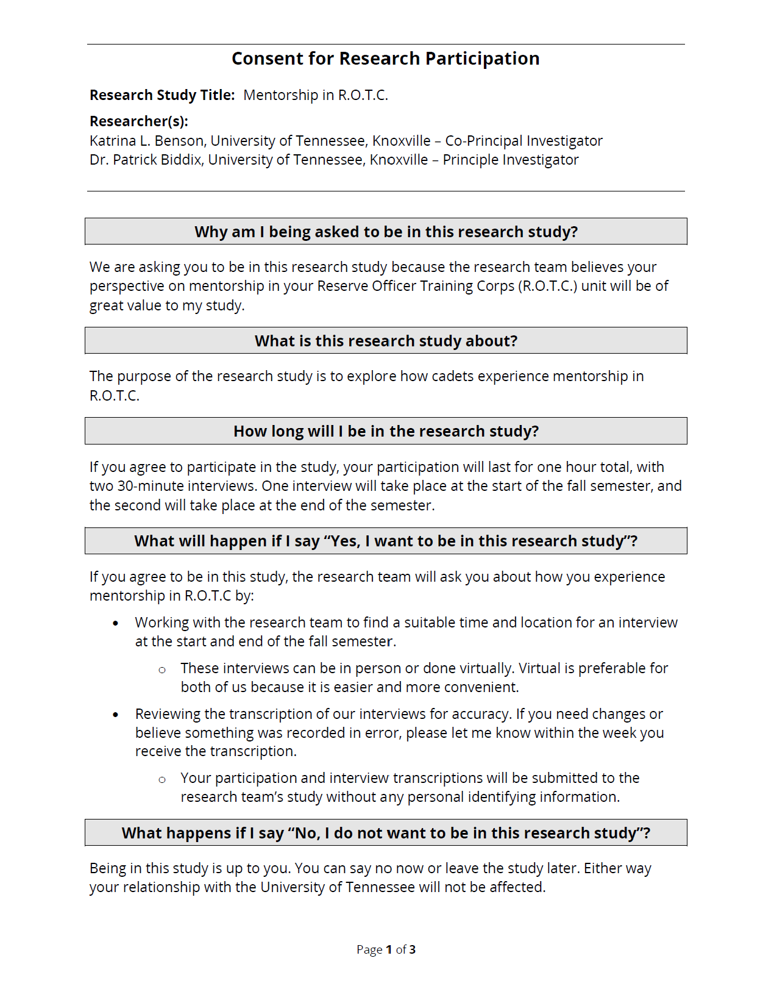 Consent for Research Participation
Research Study Title: Mentorship in R.O.T.C.
Researcher(s):
Katrina L. Benson, University of Tennessee, Knoxville – Co-Principal Investigator
Dr. Patrick Biddix, University of Tennessee, Knoxville – Principle Investigator
Why am I being asked to be in this research study?
We are asking you to be in this research study because the research team believes your
perspective on mentorship in your Reserve Officer Training Corps (R.O.T.C.) unit will be of
great value to my study.
What is this research study about?
The purpose of the research study is to explore how cadets experience mentorship in
R.O.T.C.
How long will I be in the research study?
If you agree to participate in the study, your participation will last for one hour total, with
two 30-minute interviews. One interview will take place at the start of the fall semester, and
the second will take place at the end of the semester.
What will happen if I say “Yes, I want to be in this research study”?
If you agree to be in this study, the research team will ask you about how you experience
mentorship in R.O.T.C by:
• Working with the research team to find a suitable time and location for an interview
at the start and end of the fall semester.
o These interviews can be in person or done virtually. Virtual is preferable for
both of us because it is easier and more convenient.
• Reviewing the transcription of our interviews for accuracy. If you need changes or
believe something was recorded in error, please let me know within the week you
receive the transcription.
o Your participation and interview transcriptions will be submitted to the
research team’s study without any personal identifying information.
What happens if I say “No, I do not want to be in this research study”?
Being in this study is up to you. You can say no now or leave the study later. Either way
your relationship with the University of Tennessee will not be affected.
Page 1 of 3